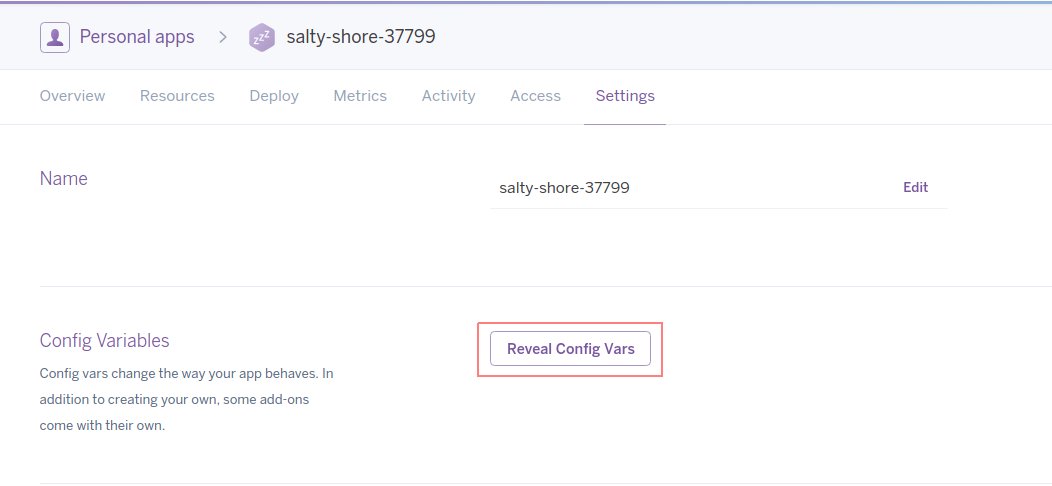 Personal apps > zzz salty-shore-37799
Overview Resources Deploy Metrics Activity Access Settings
Name
salty-shore-37799 Edit
Config Variables
Reveal Config Vars
Config vars change the way your app behaves. In
addition to creating your own, some add-ons
come with their own.